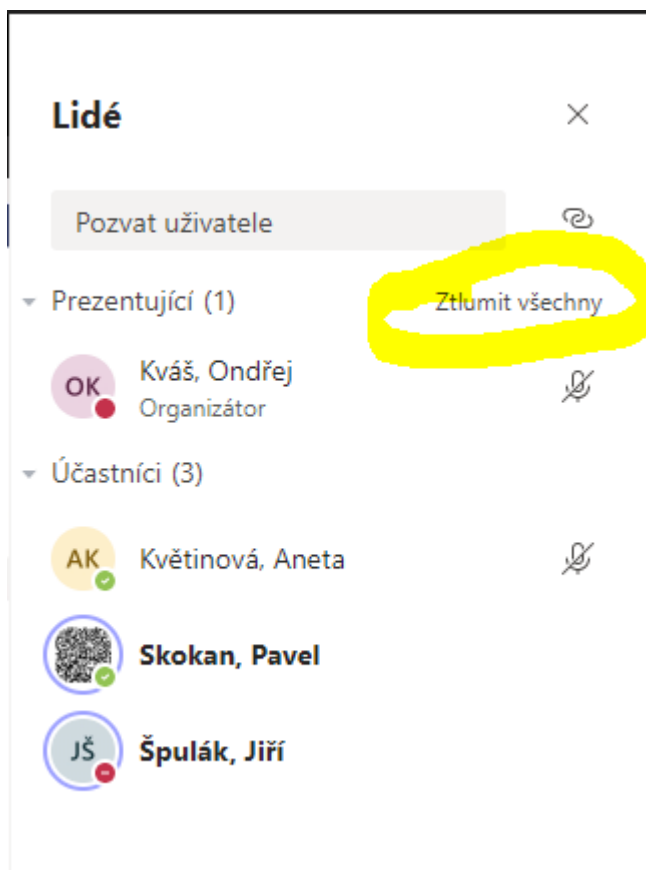 Lidé
Pozvat uživatele
Prezentující (1) Ztlumit všechny
OK Kváš, Ondřej
Organizátor
Účastníci (3)
AK Květinová, Aneta
Skokan, Pavel
JŠ Špulák, Jiří